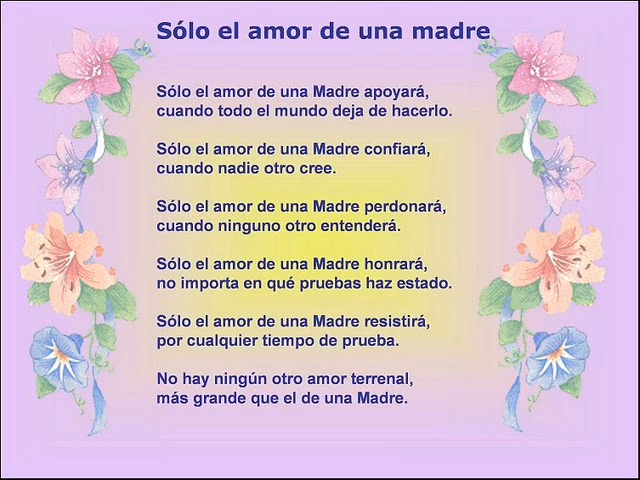 Sólo el amor de una madre
Sólo el amor de una Madre apoyará,
cuando todo el mundo deja de hacerlo.
Sólo el amor de una Madre confiará,
cuando nadie otro cree.
Sólo el amor de una Madre perdonará,
cuando ninguno otro entenderá.
Sólo el amor de una Madre honrará,
no importa en qué pruebas haz estado.
Sólo el amor de una Madre resistirá,
por cualquier tiempo de prueba.
No hay ningún otro amor terrenal,
más grande que el de una Madre.